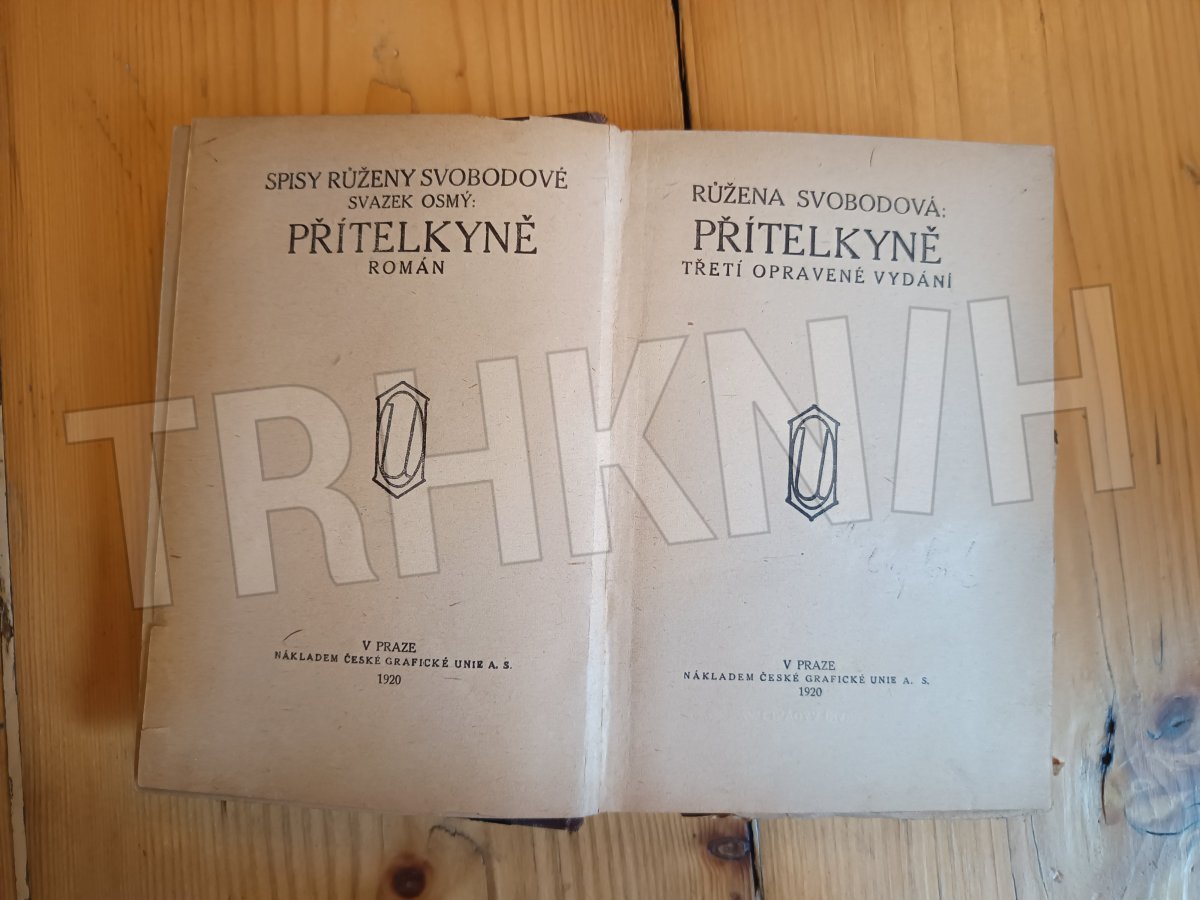 SPISY RŮŽENY SVOBODOVÉ
SVAZEK OSMÝ:
PŘÍTELKYNĚ
ROMÁN
V PRAZE
NÁKLADEM ČESKÉ GRAFICKÉ UNIE A. S.
1920
RŮŽENA SVOBODOVÁ:
PŘÍTELKYNĚ
TŘETÍ OPRAVENÉ VYDÁNÍ
V PRAZE
NÁKLADEM ČESKÉ GRAFICKÉ UNIE A. S.
1920
TRHKNIH